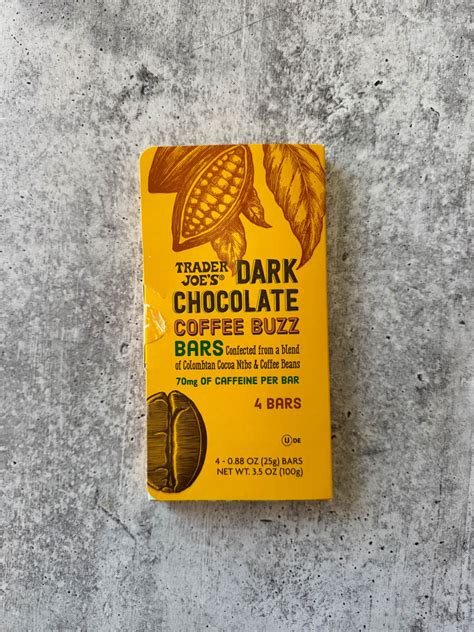 TRADER JOE'S® DARK
CHOCOLATE
COFFEE BUZZ
BARS Confected from a blend
of Colombian Cocoa Nibs & Coffee Beans
70mg OF CAFFEINE PER BAR
4 BARS
U DE
4 - 0.88 OZ (25g) BARS
NET WT. 3.5 OZ (100g)